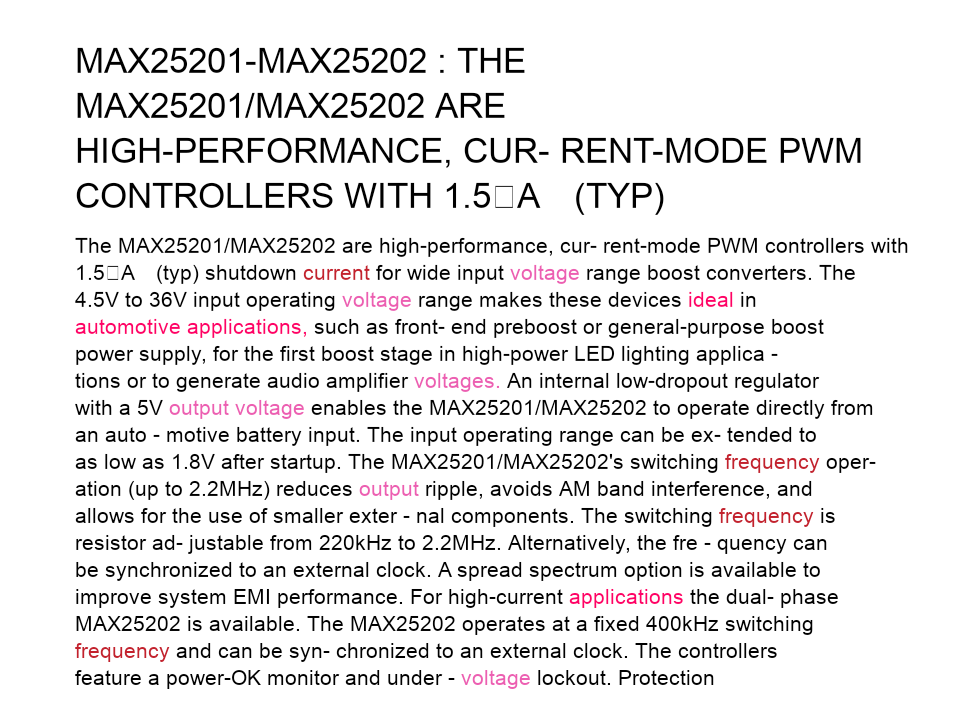 MAX25201-MAX25202 : THE
MAX25201/MAX25202 ARE
HIGH-PERFORMANCE, CUR- RENT-MODE PWM
CONTROLLERS WITH 1.5□A (TYP)
The MAX25201/MAX25202 are high-performance, cur- rent-mode PWM controllers with
1.5□A (typ) shutdown current for wide input voltage range boost converters. The
4.5V to 36V input operating voltage range makes these devices ideal in
automotive applications, such as front- end preboost or general-purpose boost
power supply, for the first boost stage in high-power LED lighting applica -
tions or to generate audio amplifier voltages. An internal low-dropout regulator
with a 5V output voltage enables the MAX25201/MAX25202 to operate directly from
an auto - motive battery input. The input operating range can be ex- tended to
as low as 1.8V after startup. The MAX25201/MAX25202's switching frequency oper-
ation (up to 2.2MHz) reduces output ripple, avoids AM band interference, and
allows for the use of smaller exter - nal components. The switching frequency is
resistor ad- justable from 220kHz to 2.2MHz. Alternatively, the fre - quency can
be synchronized to an external clock. A spread spectrum option is available to
improve system EMI performance. For high-current applications the dual- phase
MAX25202 is available. The MAX25202 operates at a fixed 400kHz switching
frequency and can be syn- chronized to an external clock. The controllers
feature a power-OK monitor and under - voltage lockout. Protection